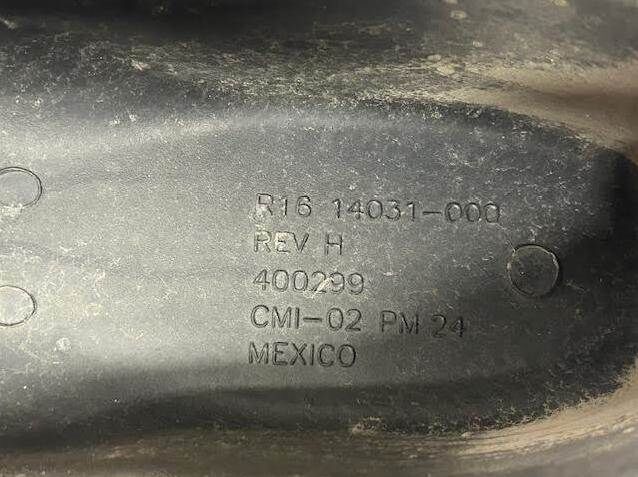 R16 14031-000
REV H
400299
CMI-02 PM 24
MEXICO